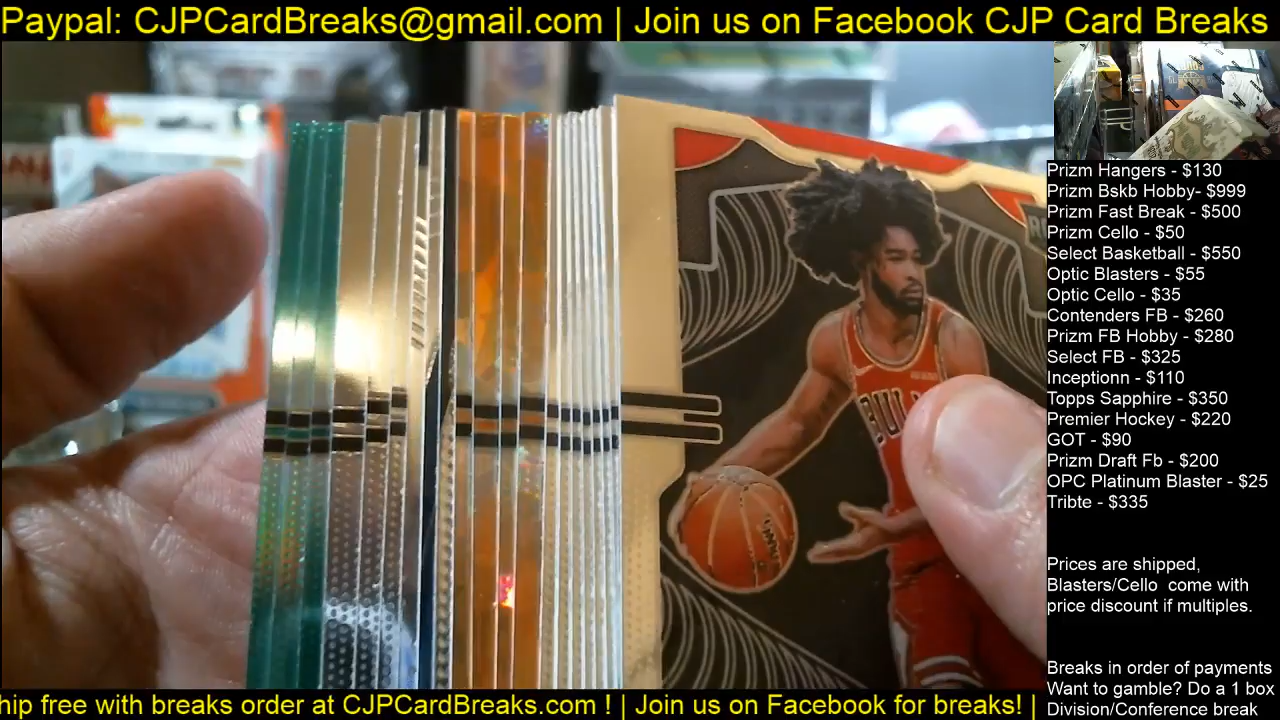 Paypal: CJPCardBreaks@gmail.com | Join us on Facebook CJP Card Breaks
Prizm Hangers - $130
Prizm Bskb Hobby- $999
Prizm Fast Break - $500
Prizm Cello - $50
Select Basketball - $550
Optic Blasters - $55
Optic Cello - $35
Contenders FB - $260
Prizm FB Hobby - $280
Select FB - $325
Inceptionn - $110
Topps Sapphire - $350
Premier Hockey - $220
GOT - $90
Prizm Draft Fb - $200
OPC Platinum Blaster - $25
Tribte - $335
Prices are shipped,
Blasters/Cello come with
price discount if multiples.
Breaks in order of payments
Want to gamble? Do a 1 box
Division/Conference break
BUL
hip free with breaks order at CJPCardBreaks.com ! | Join us on Facebook for breaks! |